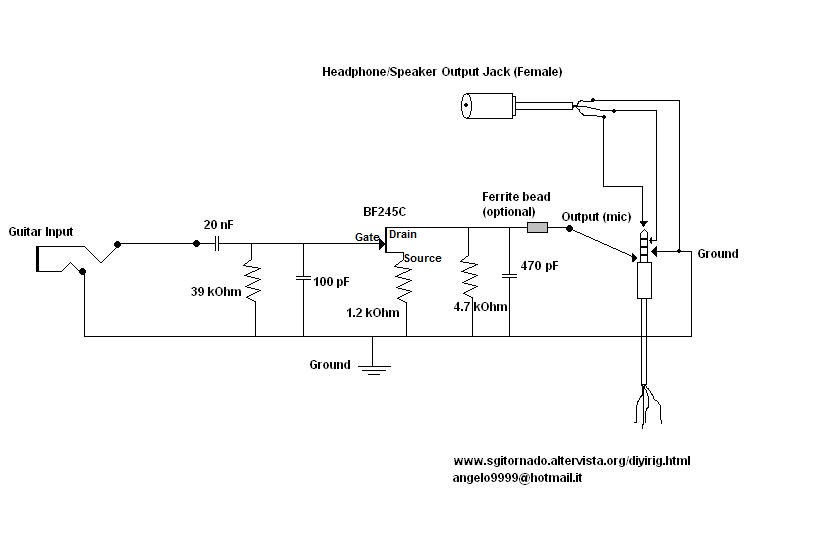 Headphone/Speaker Output Jack (Female)
Ferrite bead
(optional)
BF245C
Output (mic)
20 nF
Guitar Input
Gate
Drain
Source
Ground
470 pF
100 pF
39 kOhm
1.2 kOhm
4.7 kOhm
Ground
www.sgitornado.altervista.org/diyirig.html
angelo9999@hotmail.it